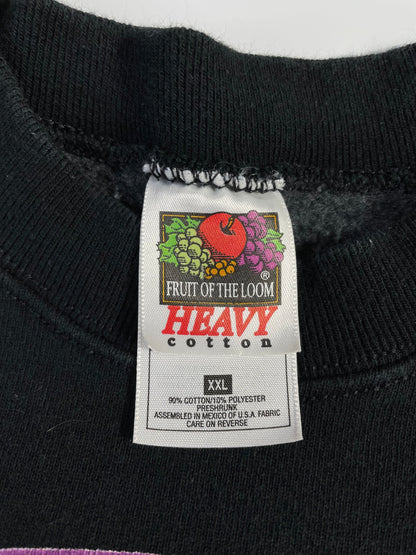 FRUIT OF THE LOOM
®
HEAVY
cotton
XXL
90% COTTON/10% POLYESTER
PRESHRUNK
ASSEMBLED IN MEXICO OF U.S.A. FABRIC
CARE ON REVERSE